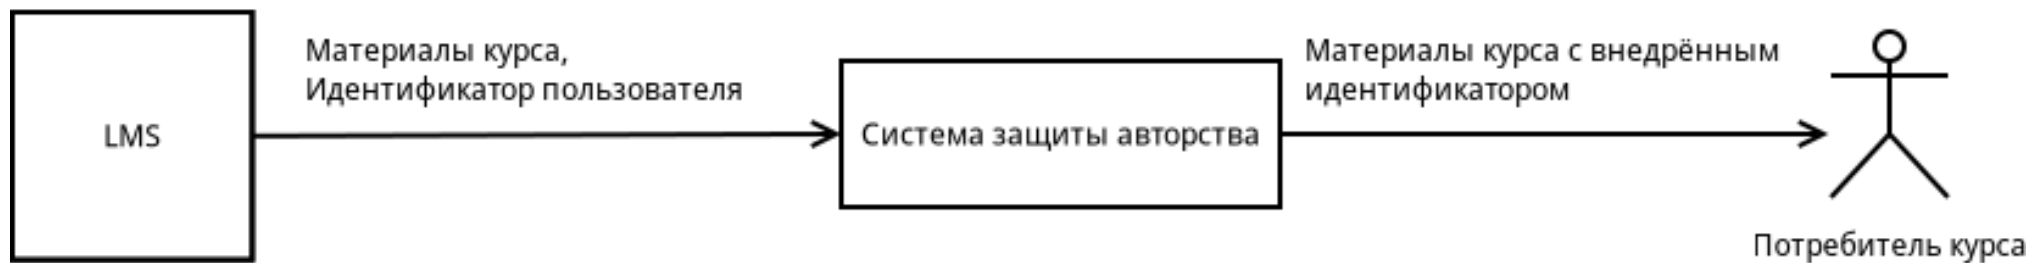 LMS
Материалы курса,
Идентификатор пользователя
Система защиты авторства
Материалы курса с внедрённым
идентификатором
Потребитель курса